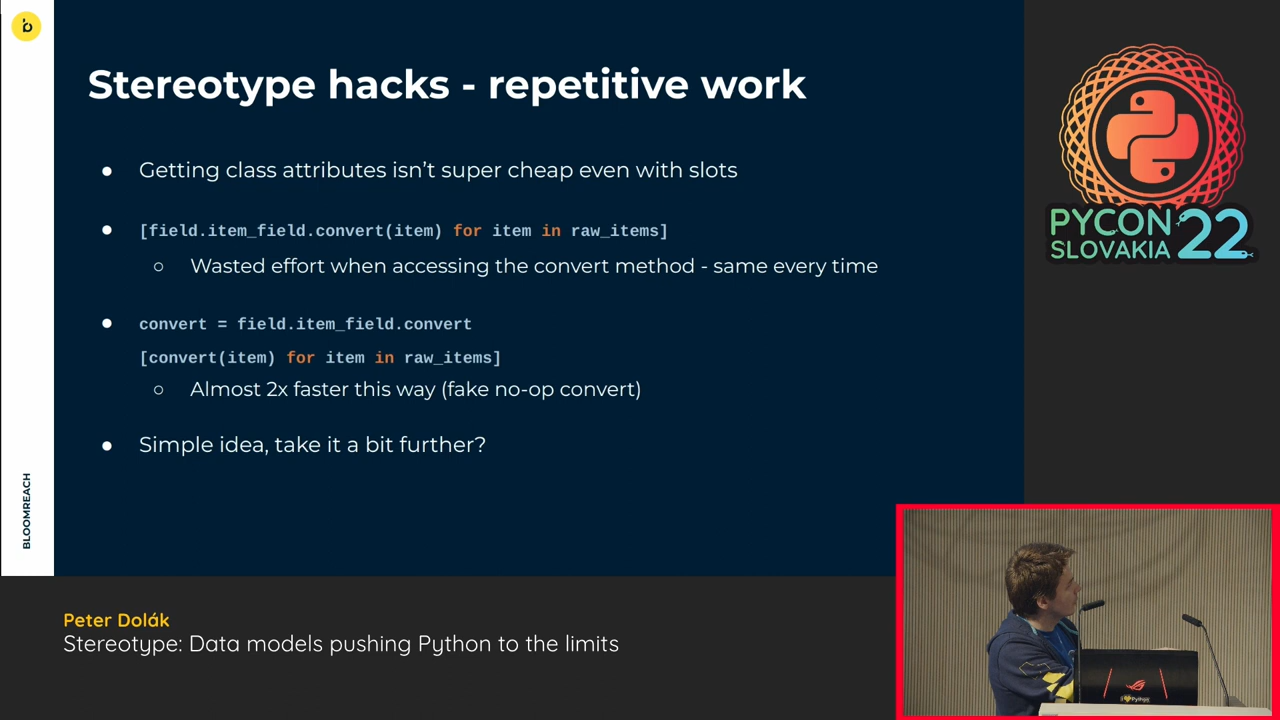 Stereotype hacks - repetitive work
● Getting class attributes isn’t super cheap even with slots
● [field.item_field.convert(item) for item in raw_items]
○ Wasted effort when accessing the convert method - same every time
● convert = field.item_field.convert
[convert(item) for item in raw_items]
○ Almost 2x faster this way (fake no-op convert)
● Simple idea, take it a bit further?
BLOOMREACH
PYCON
SLOVAKIA 22
Peter Dolák
Stereotype: Data models pushing Python to the limits